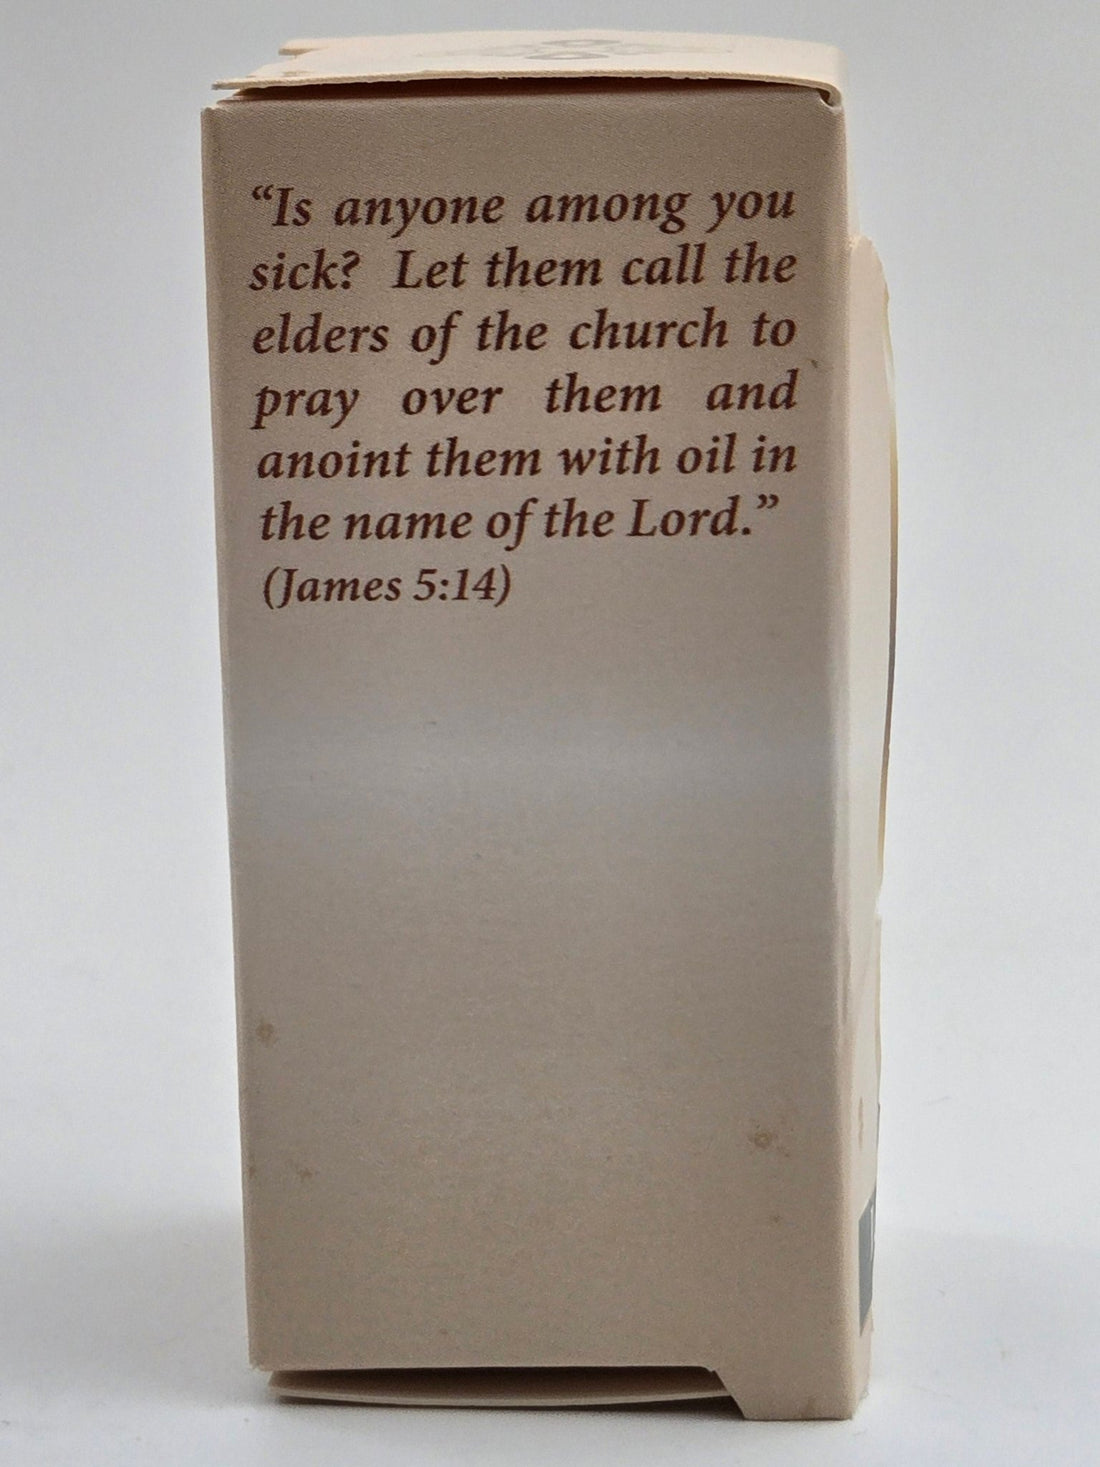 “Is anyone among you
sick? Let them call the
elders of the church to
pray over them and
anoint them with oil in
the name of the Lord.”
(James 5:14)